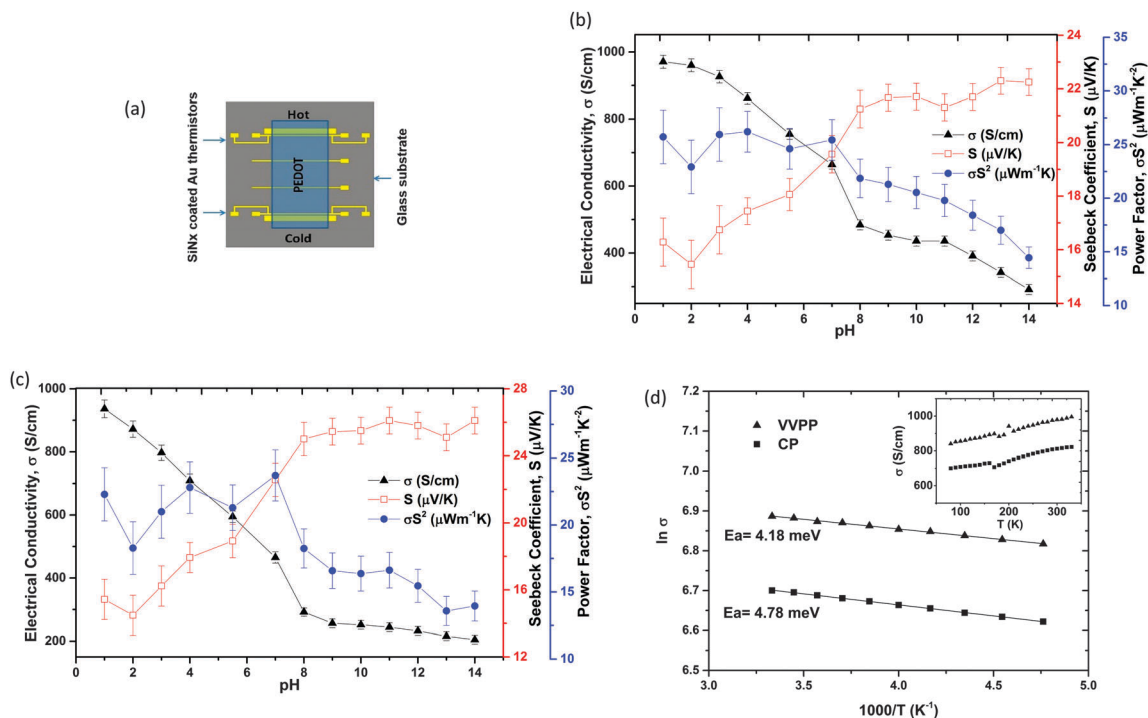 (a)
SiNx coated Au thermistors
Hot
PEDOT
Cold
Glass substrate
(b)
Electrical Conductivity, σ (S/cm)
1000
800
600
400
0 2 4 6 8 10 12 14
pH
σ (S/cm)
S (μV/K)
σS² (μWm⁻¹K)
24
22
20
18
16
14
Seebeck Coefficient, S (μV/K)
35
30
25
20
15
10
Power Factor, σS² (μWm⁻¹K⁻²)
(c)
Electrical Conductivity, σ (S/cm)
1000
800
600
400
200
0 2 4 6 8 10 12 14
pH
σ (S/cm)
S (μV/K)
σS² (μWm⁻¹K)
28
26
22
20
16
14
13
Seebeck Coefficient, S (μV/K)
30
25
20
15
10
Power Factor, σS² (μWm⁻¹K⁻²)
(d)
ln σ
7.2
7.1
7.0
6.9
6.8
6.7
6.6
6.5
3.0 3.5 4.0 4.5 5.0
1000/T (K⁻¹)
VVPP
CP
Ea= 4.18 meV
Ea= 4.78 meV
σ (S/cm)
1000
800
600
100 200 300
T (K)